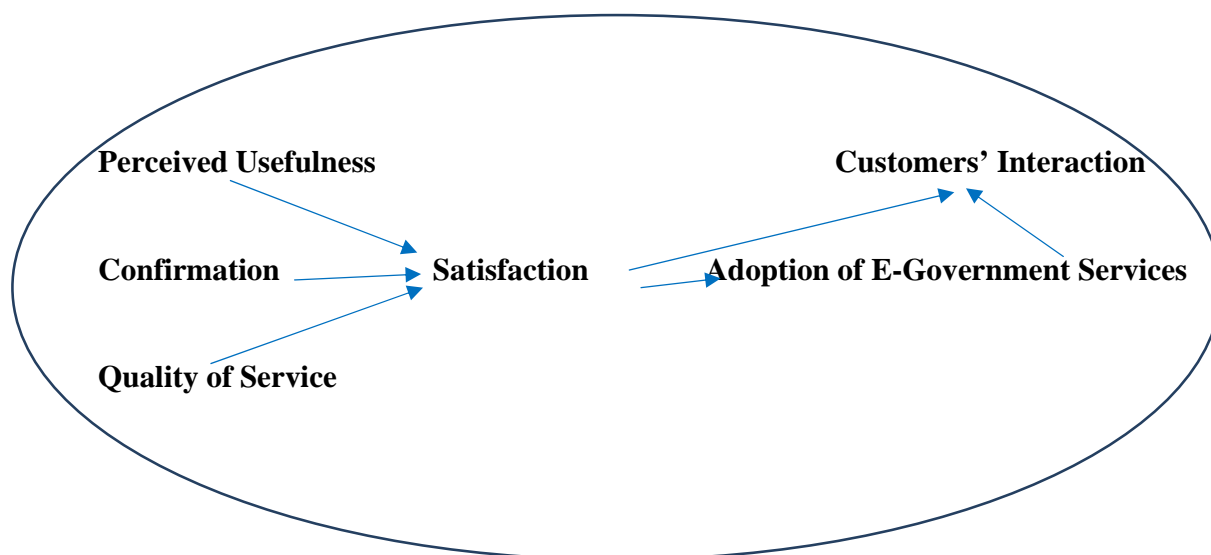 Perceived Usefulness
Customers’ Interaction
Confirmation
Satisfaction
Adoption of E-Government Services
Quality of Service